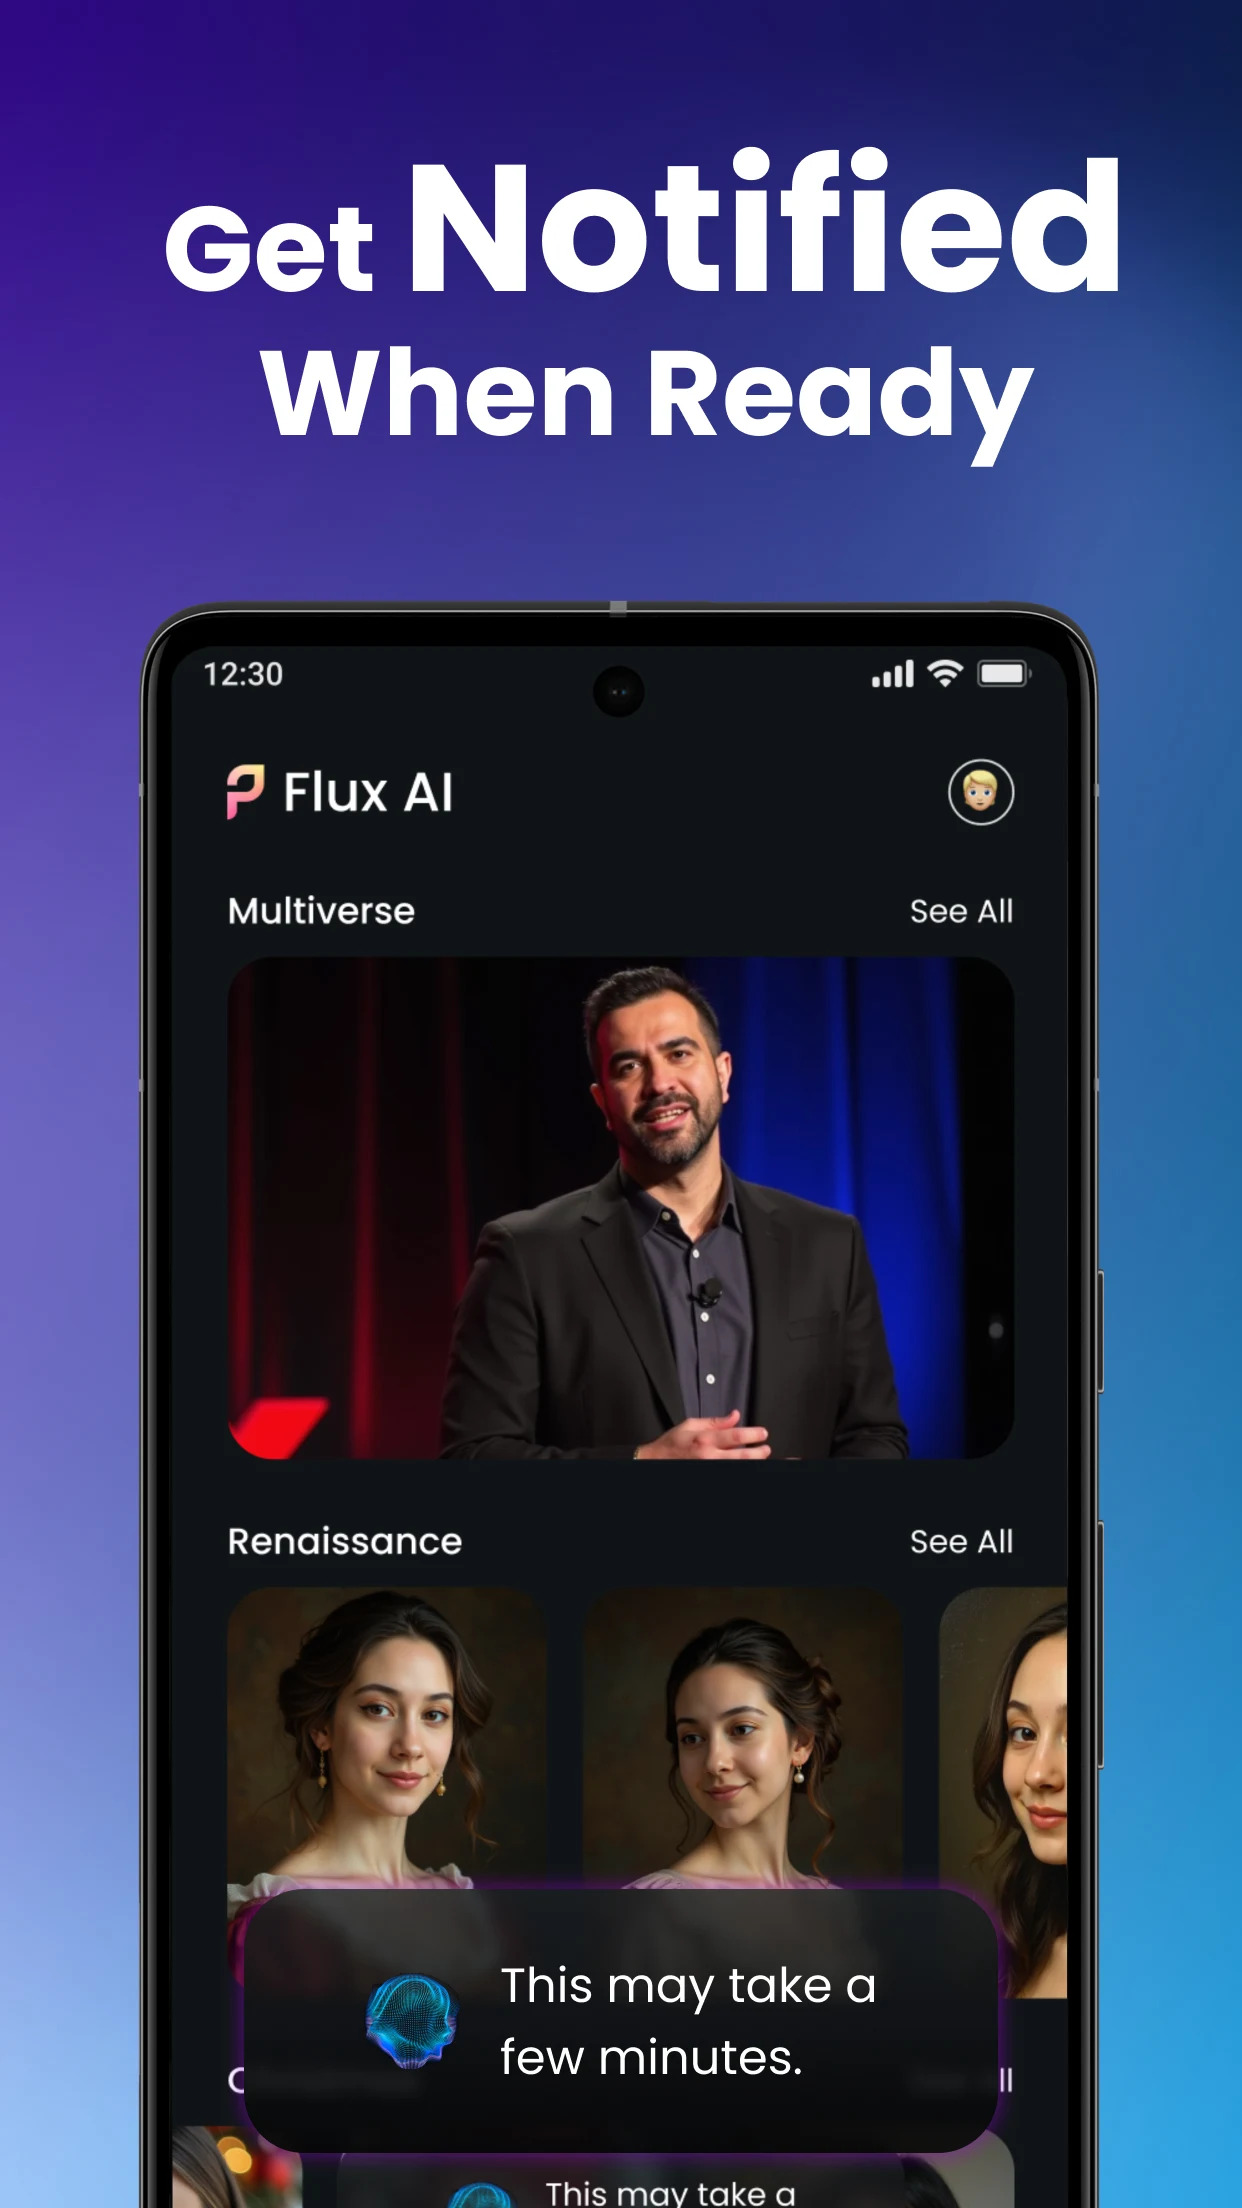 Get Notified
When Ready
12:30
Flux AI
Multiverse See All
Renaissance See All
This may take a
few minutes.
This may take a